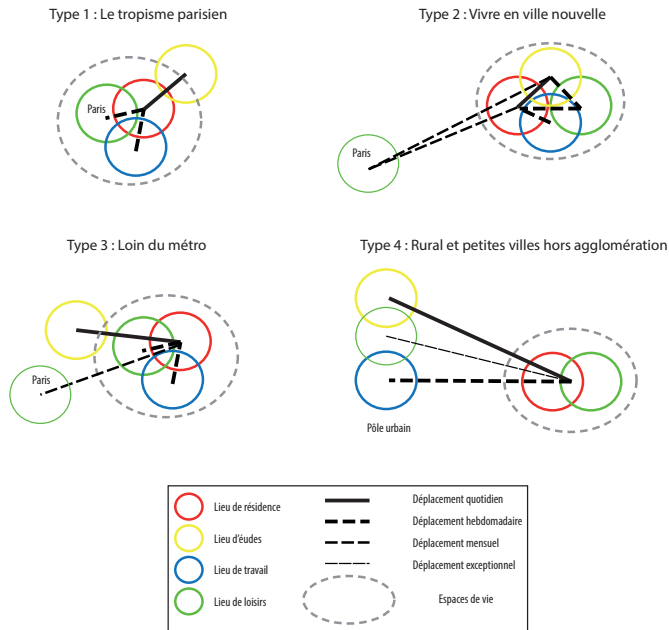 Type 1 : Le tropisme parisien
Type 2 : Vivre en ville nouvelle
Paris
Paris
Type 3 : Loin du métro
Type 4 : Rural et petites villes hors agglomération
Paris
Pôle urbain
Lieu de résidence
Déplacement quotidien
Déplacement hebdomadaire
Lieu d'éudes
Déplacement mensuel
Lieu de travail
Déplacement exceptionnel
Lieu de loisirs
Espaces de vie